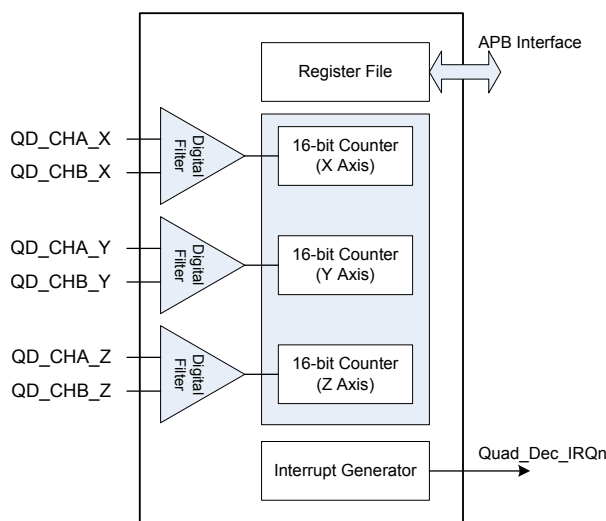 APB Interface
Register File
QD_CHA_X
QD_CHB_X
Digital
Filter
16-bit Counter
(X Axis)
QD_CHA_Y
QD_CHB_Y
Digital
Filter
16-bit Counter
(Y Axis)
QD_CHA_Z
QD_CHB_Z
Digital
Filter
16-bit Counter
(Z Axis)
Interrupt Generator
Quad_Dec_IRQn